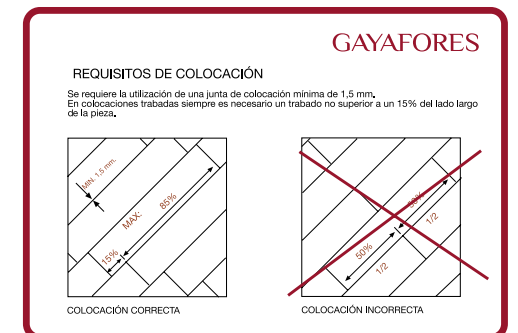 GAYAFORES
REQUISITOS DE COLOCACIÓN
Se requiere la utilización de una junta de colocación mínima de 1,5 mm.
En colocaciones trabadas siempre es necesario un trabado no superior a un 15% del lado largo
de la pieza.
MIN. 1,5 mm.
MAX: 85%
15%
50%
1/2
50%
1/2
COLOCACIÓN CORRECTA
COLOCACIÓN INCORRECTA